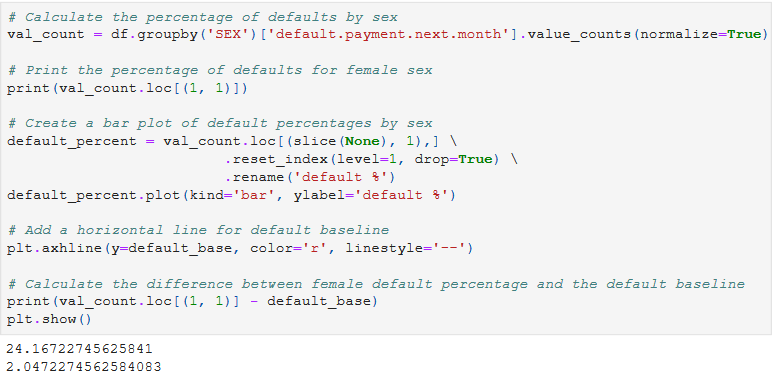 # Calculate the percentage of defaults by sex
val_count = df.groupby('SEX')['default.payment.next.month'].value_counts(normalize=True)
# Print the percentage of defaults for female sex
print(val_count.loc[(1, 1)])
# Create a bar plot of default percentages by sex
default_percent = val_count.loc[(slice(None), 1),] \
.reset_index(level=1, drop=True) \
.rename('default %')
default_percent.plot(kind='bar', ylabel='default %')
# Add a horizontal line for default baseline
plt.axhline(y=default_base, color='r', linestyle='--')
# Calculate the difference between female default percentage and the default baseline
print(val_count.loc[(1, 1)] - default_base)
plt.show()
24.16722745625841
2.0472274562584083